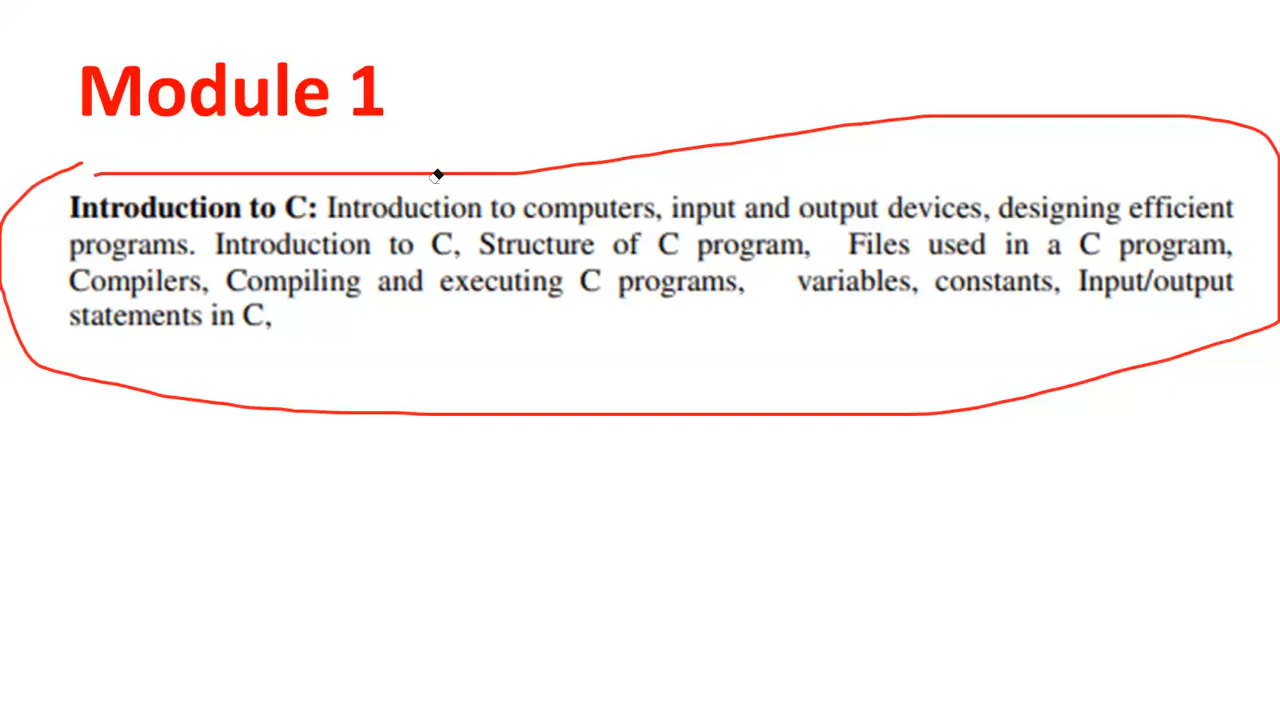 Module 1
Introduction to C: Introduction to computers, input and output devices, designing efficient
programs. Introduction to C, Structure of C program, Files used in a C program,
Compilers, Compiling and executing C programs, variables, constants, Input/output
statements in C,